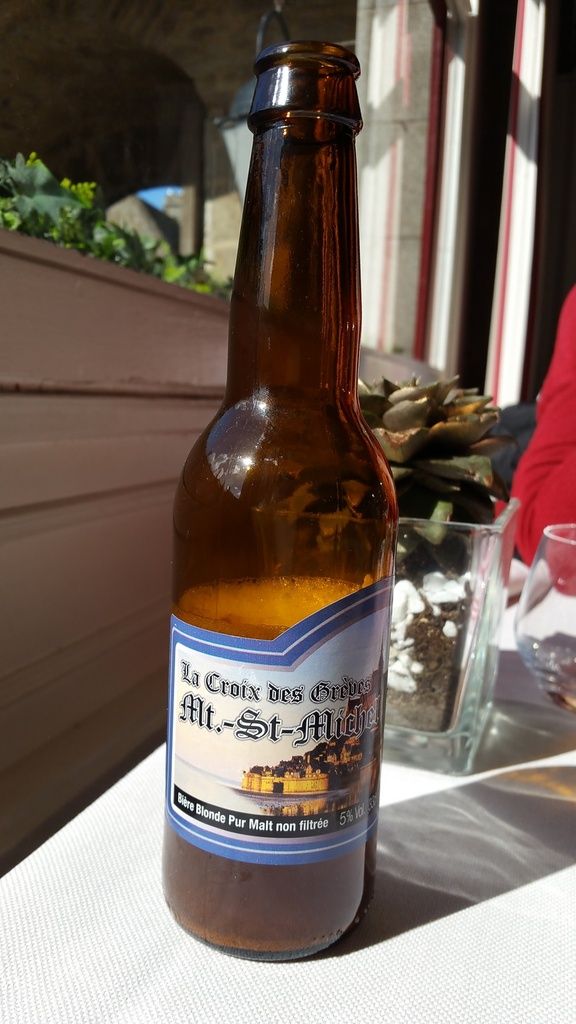 La Croix des Grèves
Mt.-St-Michel
Bière Blonde Pur Malt non filtrée
5% Vol.